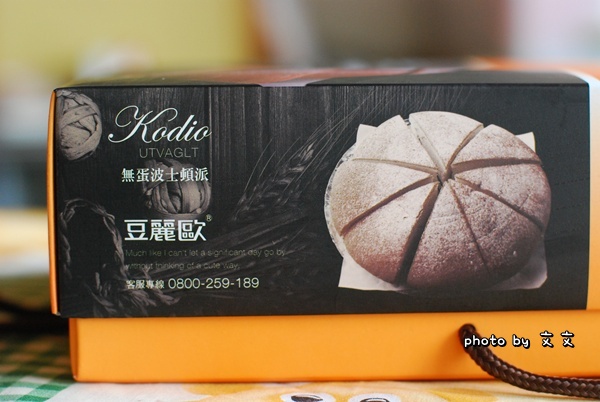 Kodio
UTVAGLT
無蛋波士頓派
豆麗歐®
Much like I can't let a significant day go by
without thinking of a cute way.
客服專線 0800-259-189
photo by 文文